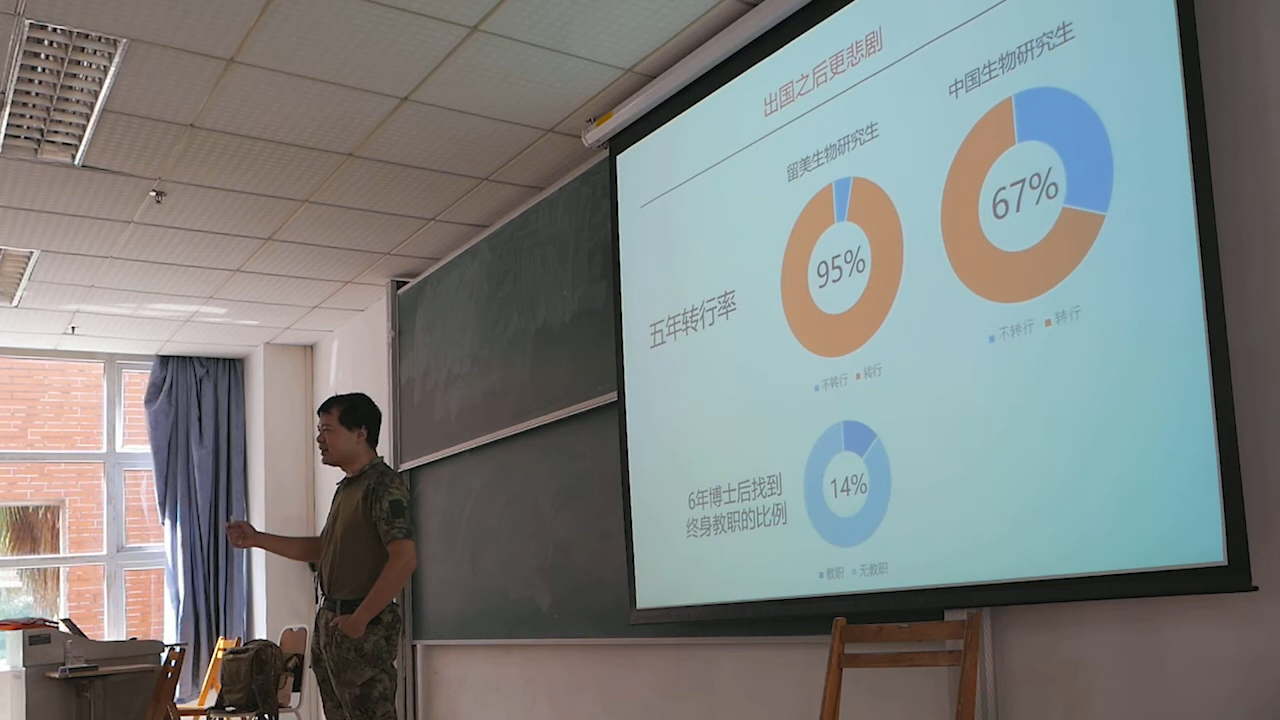 出国之后更悲剧
留美生物研究生
中国生物研究生
五年转行率
95%
67%
不转行 转行
不转行 转行
6年博士后找到
终身教职的比例
14%
教职 无教职